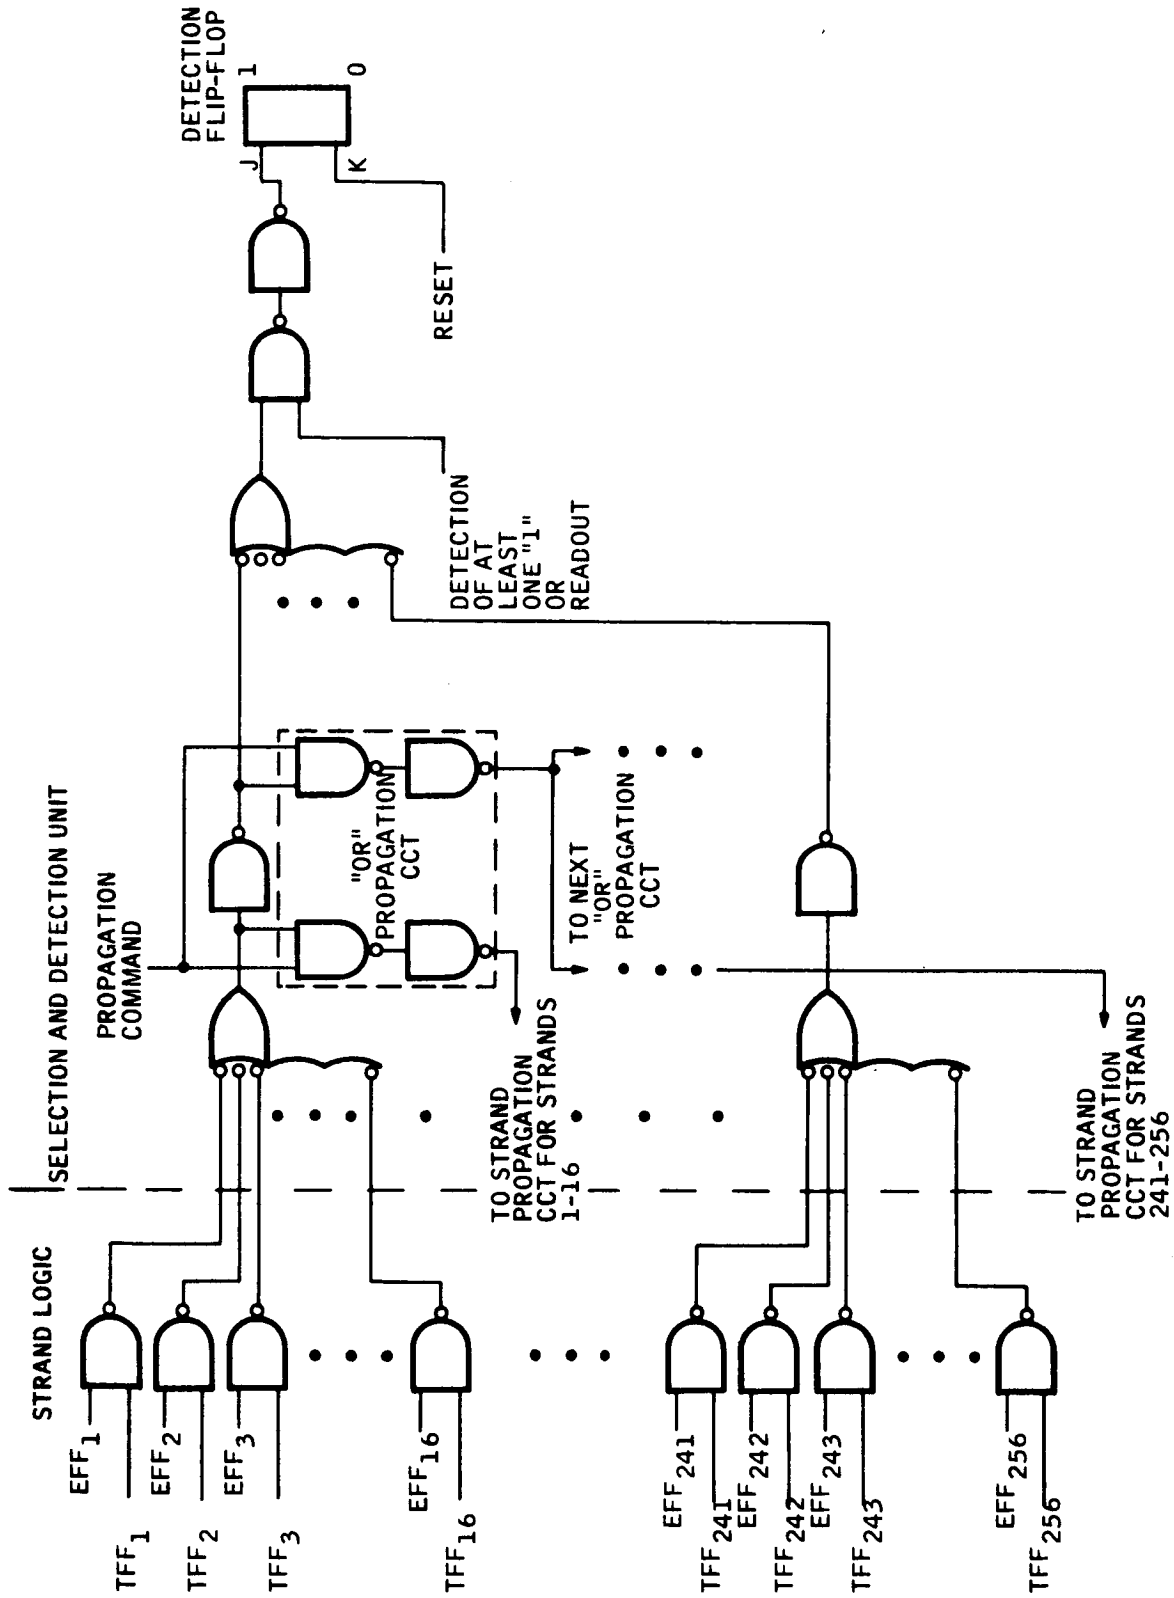 STRAND LOGIC
SELECTION AND DETECTION UNIT
EFF1
TFF1
EFF2
TFF2
EFF3
TFF3
EFF16
TFF16
EFF241
TFF241
EFF242
TFF242
EFF243
TFF243
EFF256
TFF256
PROPAGATION
COMMAND
"OR"
PROPAGATION
CCT
TO STRAND
PROPAGATION
CCT FOR STRANDS
1-16
TO NEXT
"OR"
PROPAGATION
CCT
TO STRAND
PROPAGATION
CCT FOR STRANDS
241-256
DETECTION
OF AT
LEAST
ONE "1"
OR
READOUT
RESET
DETECTION
FLIP-FLOP
J
K
1
0